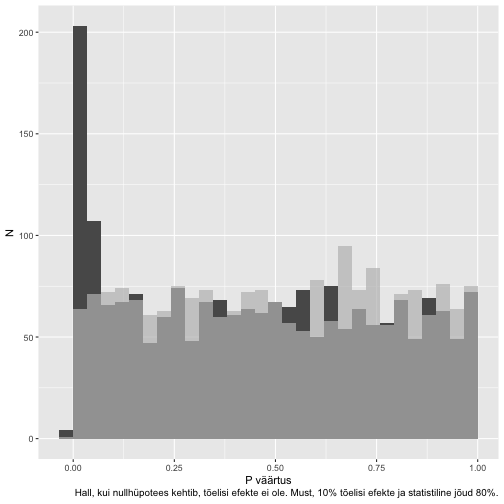 200
150
100
50
0
N
0.00 0.25 0.50 0.75 1.00
P väärtus
Hall, kui nullhüpotees kehtib, tõelisi efekte ei ole. Must, 10% tõelisi efekte ja statistiline jõud 80%.